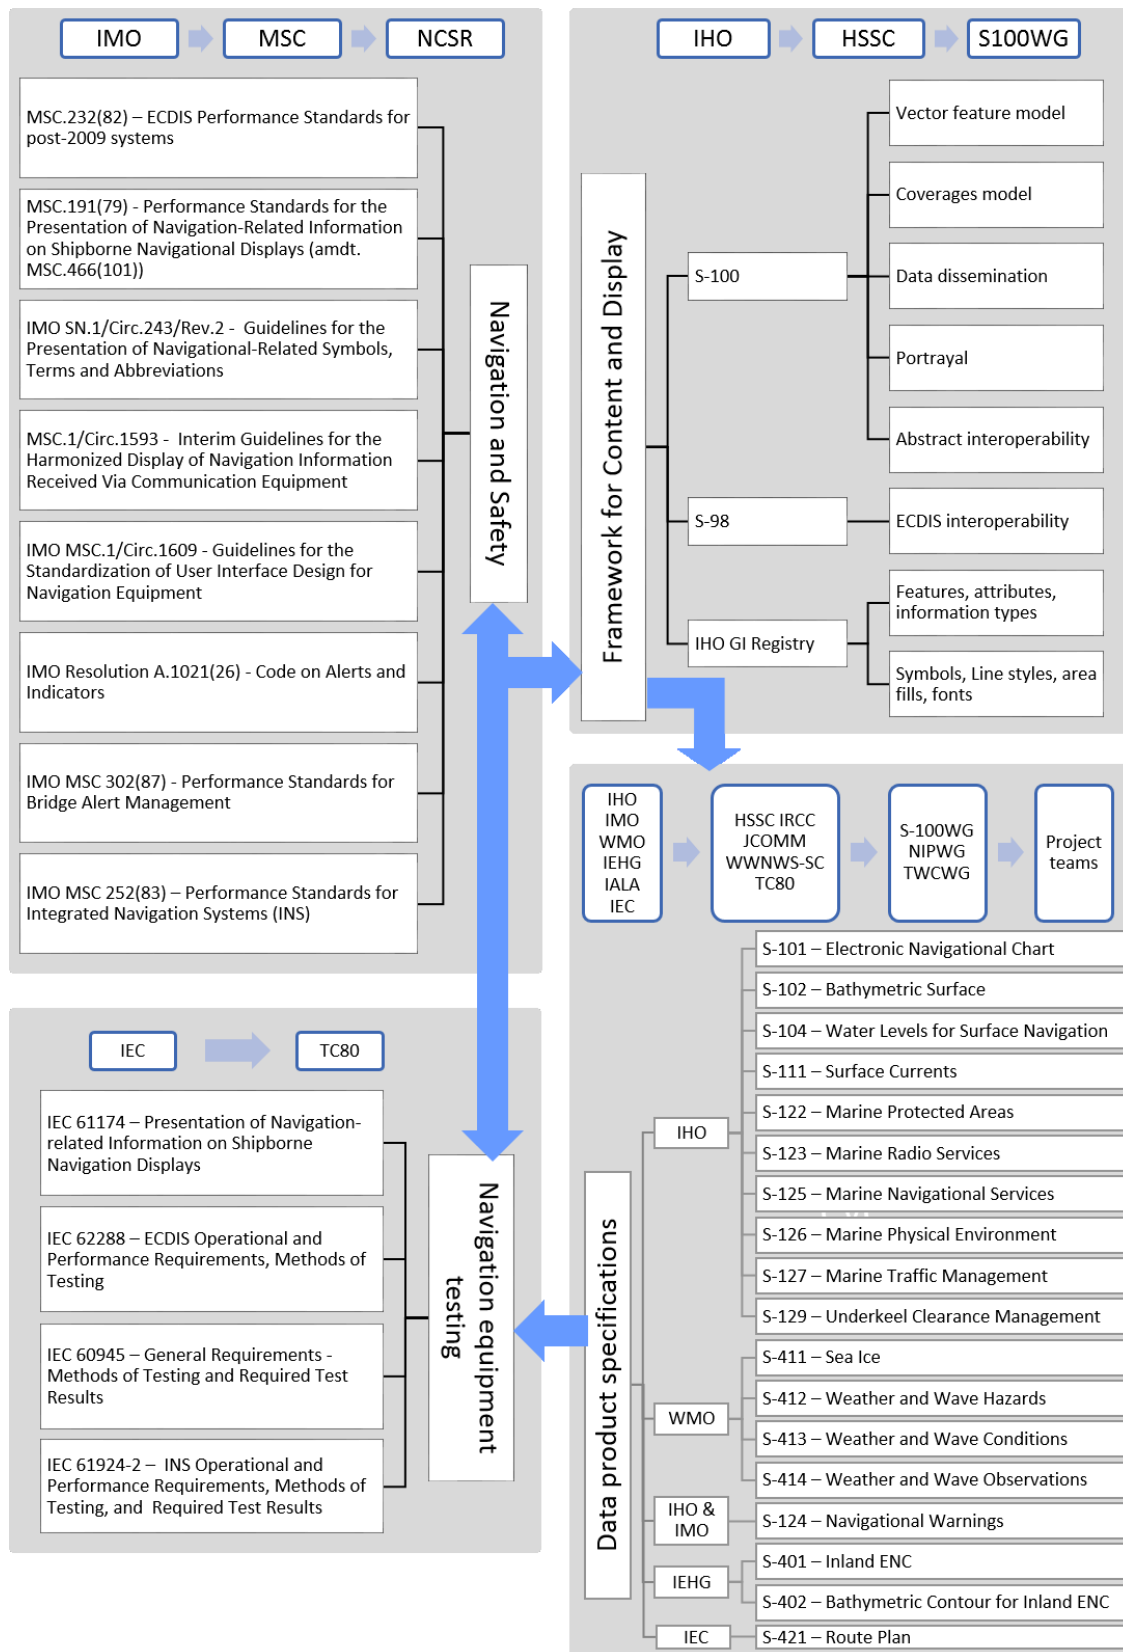 IMO
MSC
NCSR
MSC.232(82) – ECDIS Performance Standards for
post-2009 systems
MSC.191(79) - Performance Standards for the
Presentation of Navigation-Related Information
on Shipborne Navigational Displays (amdt.
MSC.466(101))
IMO SN.1/Circ.243/Rev.2 - Guidelines for the
Presentation of Navigational-Related Symbols,
Terms and Abbreviations
MSC.1/Circ.1593 - Interim Guidelines for the
Harmonized Display of Navigation Information
Received Via Communication Equipment
IMO MSC.1/Circ.1609 - Guidelines for the
Standardization of User Interface Design for
Navigation Equipment
IMO Resolution A.1021(26) - Code on Alerts and
Indicators
IMO MSC 302(87) - Performance Standards for
Bridge Alert Management
IMO MSC 252(83) – Performance Standards for
Integrated Navigation Systems (INS)
Navigation and Safety
IHO
HSSC
S100WG
Framework for Content and Display
S-100
Vector feature model
Coverages model
Data dissemination
Portrayal
Abstract interoperability
S-98
ECDIS interoperability
IHO GI Registry
Features, attributes,
information types
Symbols, Line styles, area
fills, fonts
IEC
TC80
IEC 61174 – Presentation of Navigation-
related Information on Shipborne
Navigation Displays
IEC 62288 – ECDIS Operational and
Performance Requirements, Methods of
Testing
IEC 60945 – General Requirements -
Methods of Testing and Required Test
Results
IEC 61924-2 – INS Operational and
Performance Requirements, Methods of
Testing, and Required Test Results
Navigation equipment
testing
IHO
IMO
WMO
IEHG
IALA
IEC
HSSC IRCC
JCOMM
WWNWS-SC
TC80
S-100WG
NIPWG
TWCWG
Project
teams
Data product specifications
IHO
S-101 – Electronic Navigational Chart
S-102 – Bathymetric Surface
S-104 – Water Levels for Surface Navigation
S-111 – Surface Currents
S-122 – Marine Protected Areas
S-123 – Marine Radio Services
S-125 – Marine Navigational Services
S-126 – Marine Physical Environment
S-127 – Marine Traffic Management
S-129 – Underkeel Clearance Management
WMO
S-411 – Sea Ice
S-412 – Weather and Wave Hazards
S-413 – Weather and Wave Conditions
S-414 – Weather and Wave Observations
IHO &
IMO
S-124 – Navigational Warnings
IEHG
S-401 – Inland ENC
S-402 – Bathymetric Contour for Inland ENC
IEC
S-421 – Route Plan